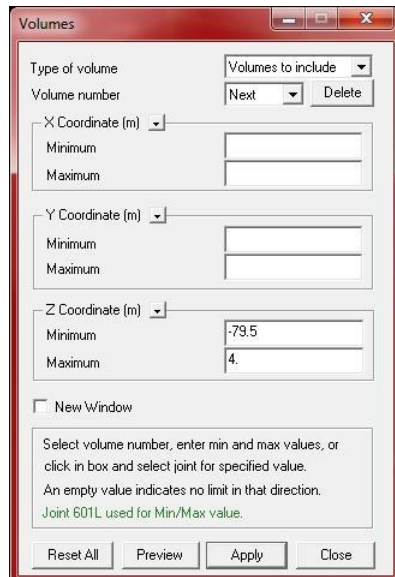 Volumes
Type of volume Volumes to include
Volume number Next Delete
X Coordinate (m)
Minimum
Maximum
Y Coordinate (m)
Minimum
Maximum
Z Coordinate (m)
Minimum -79.5
Maximum 4.
New Window
Select volume number, enter min and max values, or
click in box and select joint for specified value.
An empty value indicates no limit in that direction.
Joint 601L used for Min/Max value.
Reset All Preview Apply Close